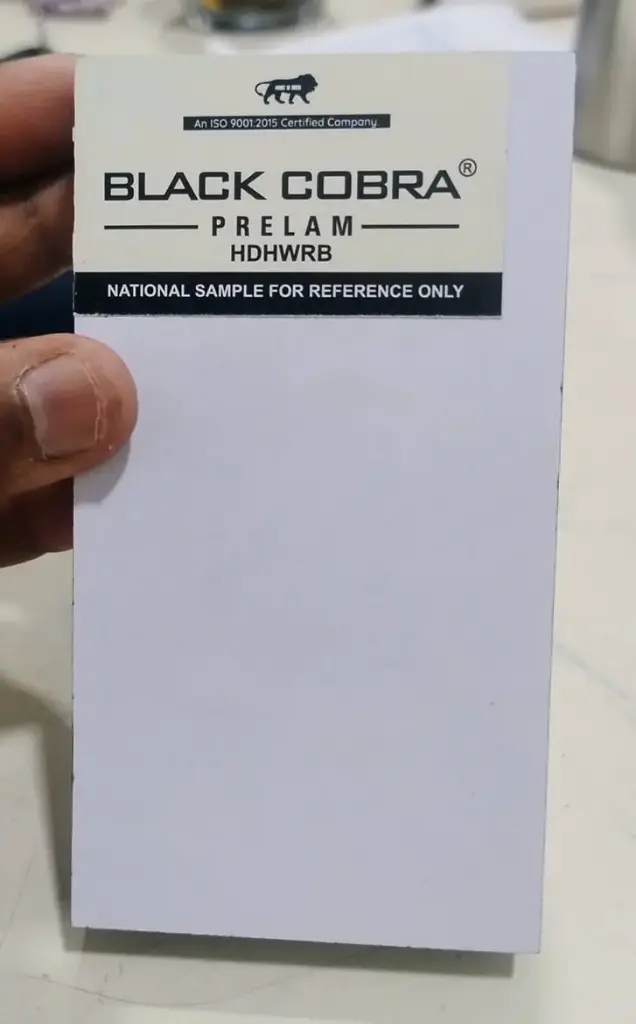 An ISO 9001:2015 Certified Company.
BLACK COBRA®
PRELAM
HDHWRB
NATIONAL SAMPLE FOR REFERENCE ONLY